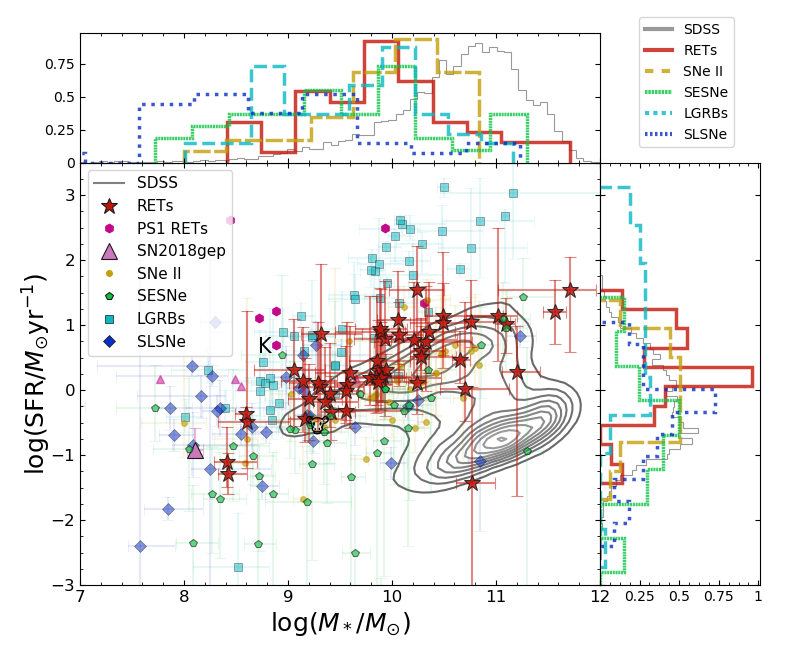 SDSS
RETs
SNe II
SESNe
LGRBs
SLSNe
0.75
0.5
0.25
0
SDSS
RETs
PS1 RETs
SN2018gep
SNe II
SESNe
LGRBs
SLSNe
K
3
2
1
0
−1
−2
−3
log(SFR/M⊙yr⁻¹)
7 8 9 10 11 12
0.25 0.5 0.75 1
log(M*/M⊙)